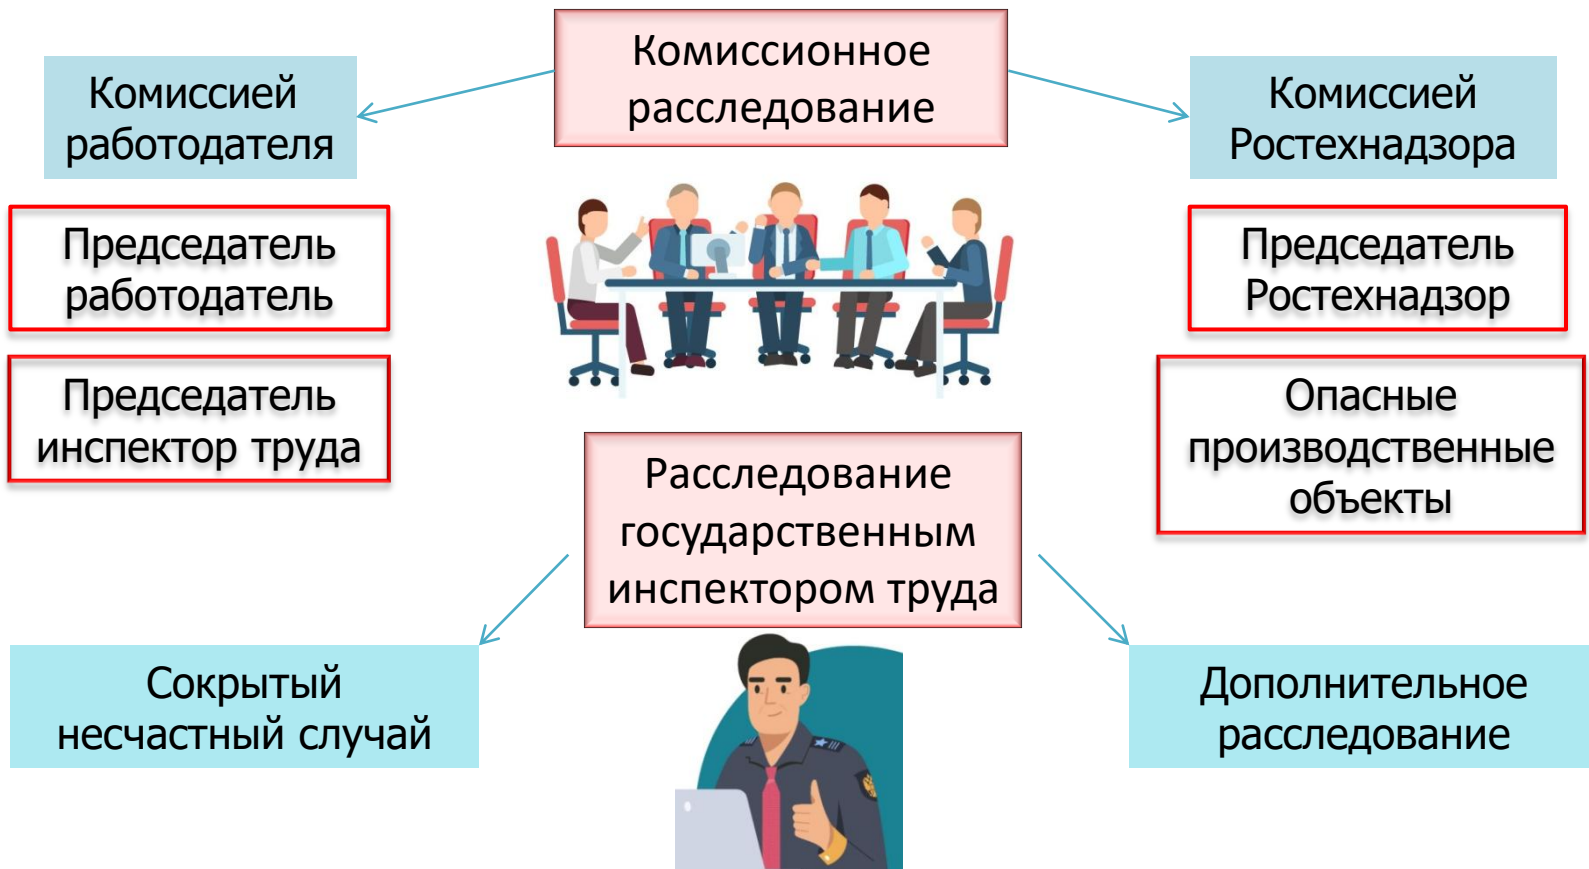 Комиссионное
расследование
Комиссией
работодателя
Комиссией
Ростехнадзора
Председатель
работодатель
Председатель
Ростехнадзор
Председатель
инспектор труда
Опасные
производственные
объекты
Расследование
государственным
инспектором труда
Сокрытый
несчастный случай
Дополнительное
расследование